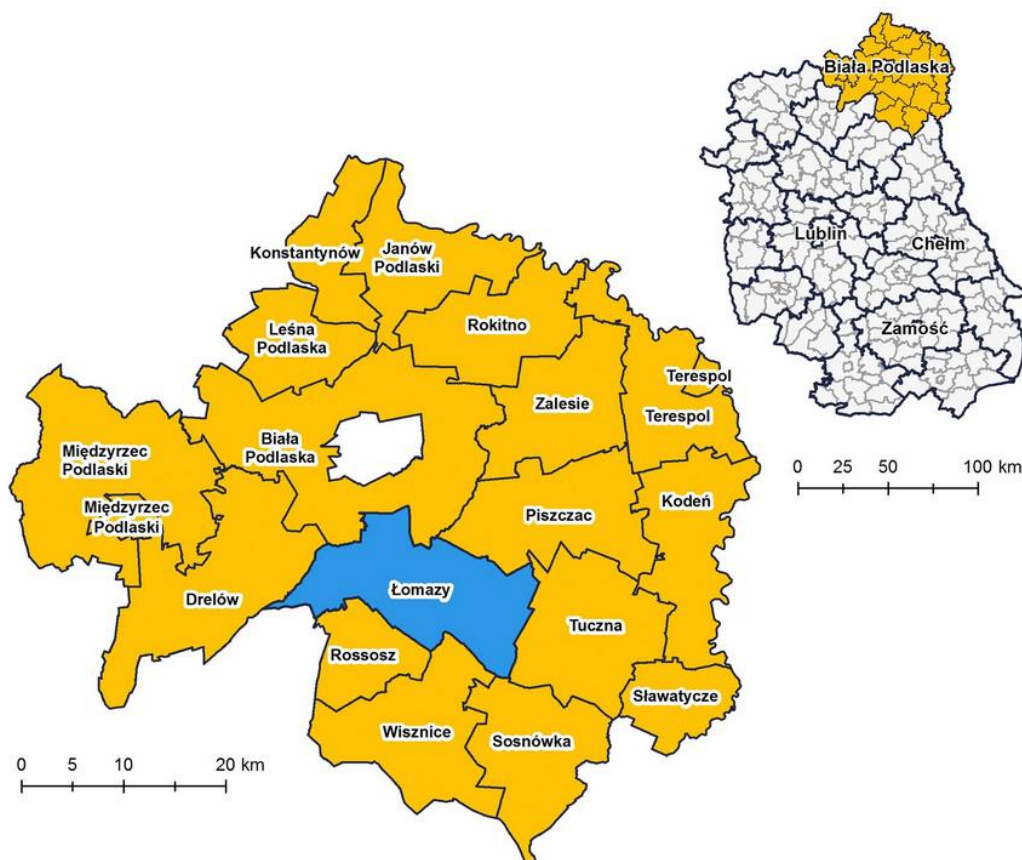 Biała Podlaska
Lublin
Chełm
Zamość
0 25 50 100 km
Konstantynów
Janów
Podlaski
Leśna
Podlaska
Rokitno
Terespol
Zalesie
Terespol
Biała
Podlaska
Międzyrzec
Podlaski
Międzyrzec
Podlaski
Kodeń
Piszczac
Drelów
Łomazy
Tuczna
Rossosz
Sławatycze
Wisznice
Sosnówka
0 5 10 20 km